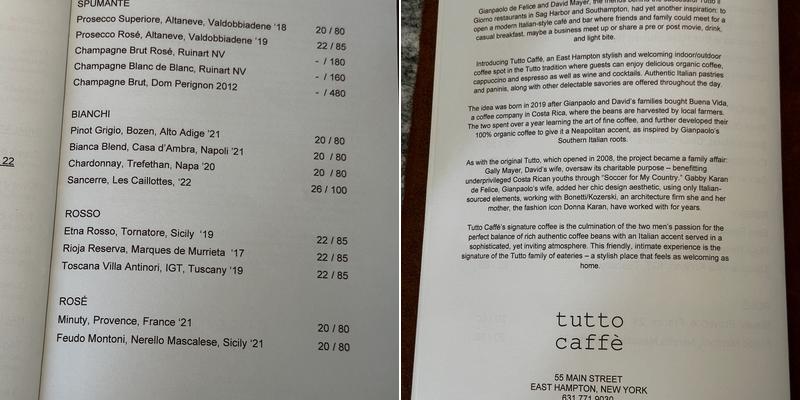 22
SPUMANTE
Prosecco Superiore, Altaneve, Valdobbiadene '18 20 / 80
Prosecco Rosé, Altaneve, Valdobbiadene '19 22 / 85
Champagne Brut Rosé, Ruinart NV - / 180
Champagne Blanc de Blanc, Ruinart NV - / 160
Champagne Brut, Dom Perignon 2012 - / 480
BIANCHI
Pinot Grigio, Bozen, Alto Adige '21 20 / 80
Bianca Blend, Casa d'Ambra, Napoli '21 20 / 80
Chardonnay, Trefethan, Napa '20 20 / 80
Sancerre, Les Caillottes, '22 26 / 100
ROSSO
Etna Rosso, Tornatore, Sicily '19 22 / 85
Rioja Reserva, Marques de Murrieta '17 22 / 85
Toscana Villa Antinori, IGT, Tuscany '19 22 / 85
ROSÉ
Minuty, Provence, France '21 20 / 80
Feudo Montoni, Nerello Mascalese, Sicily '21 20 / 80
Gianpaolo de Felice and David Mayer, the friends behind the successful Tutto Il
Giorno restaurants in Sag Harbor and Southampton, had yet another inspiration: to
open a modern Italian-style café and bar where friends and family could meet for a
casual breakfast, maybe a business meet up or share a pre or post movie, drink,
and light bite.
Introducing Tutto Caffè, an East Hampton stylish and welcoming indoor/outdoor
coffee spot in the Tutto tradition where guests can enjoy delicious organic coffee,
cappuccino and espresso as well as wine and cocktails. Authentic Italian pastries
and paninis, along with other delectable savories are offered throughout the day.
The idea was born in 2019 after Gianpaolo and David's families bought Buena Vida,
a coffee company in Costa Rica, where the beans are harvested by local farmers.
The two spent over a year learning the art of fine coffee, and further developed their
100% organic coffee to give it a Neapolitan accent, as inspired by Gianpaolo's
Southern Italian roots.
As with the original Tutto, which opened in 2008, the project became a family affair:
Gally Mayer, David's wife, oversaw its charitable purpose – benefitting
underprivileged Costa Rican youths through "Soccer for My Country." Gabby Karan
de Felice, Gianpaolo's wife, added her chic design aesthetic, using only Italian-
sourced elements, working with Bonetti/Kozerski, an architecture firm she and her
mother, the fashion icon Donna Karan, have worked with for years.
Tutto Caffè's signature coffee is the culmination of the two men's passion for the
perfect balance of rich authentic coffee beans with an Italian accent served in a
sophisticated, yet inviting atmosphere. This friendly, intimate experience is the
signature of the Tutto family of eateries – a stylish place that feels as welcoming as
home.
tutto
caffè
55 MAIN STREET
EAST HAMPTON, NEW YORK
631 771 9030